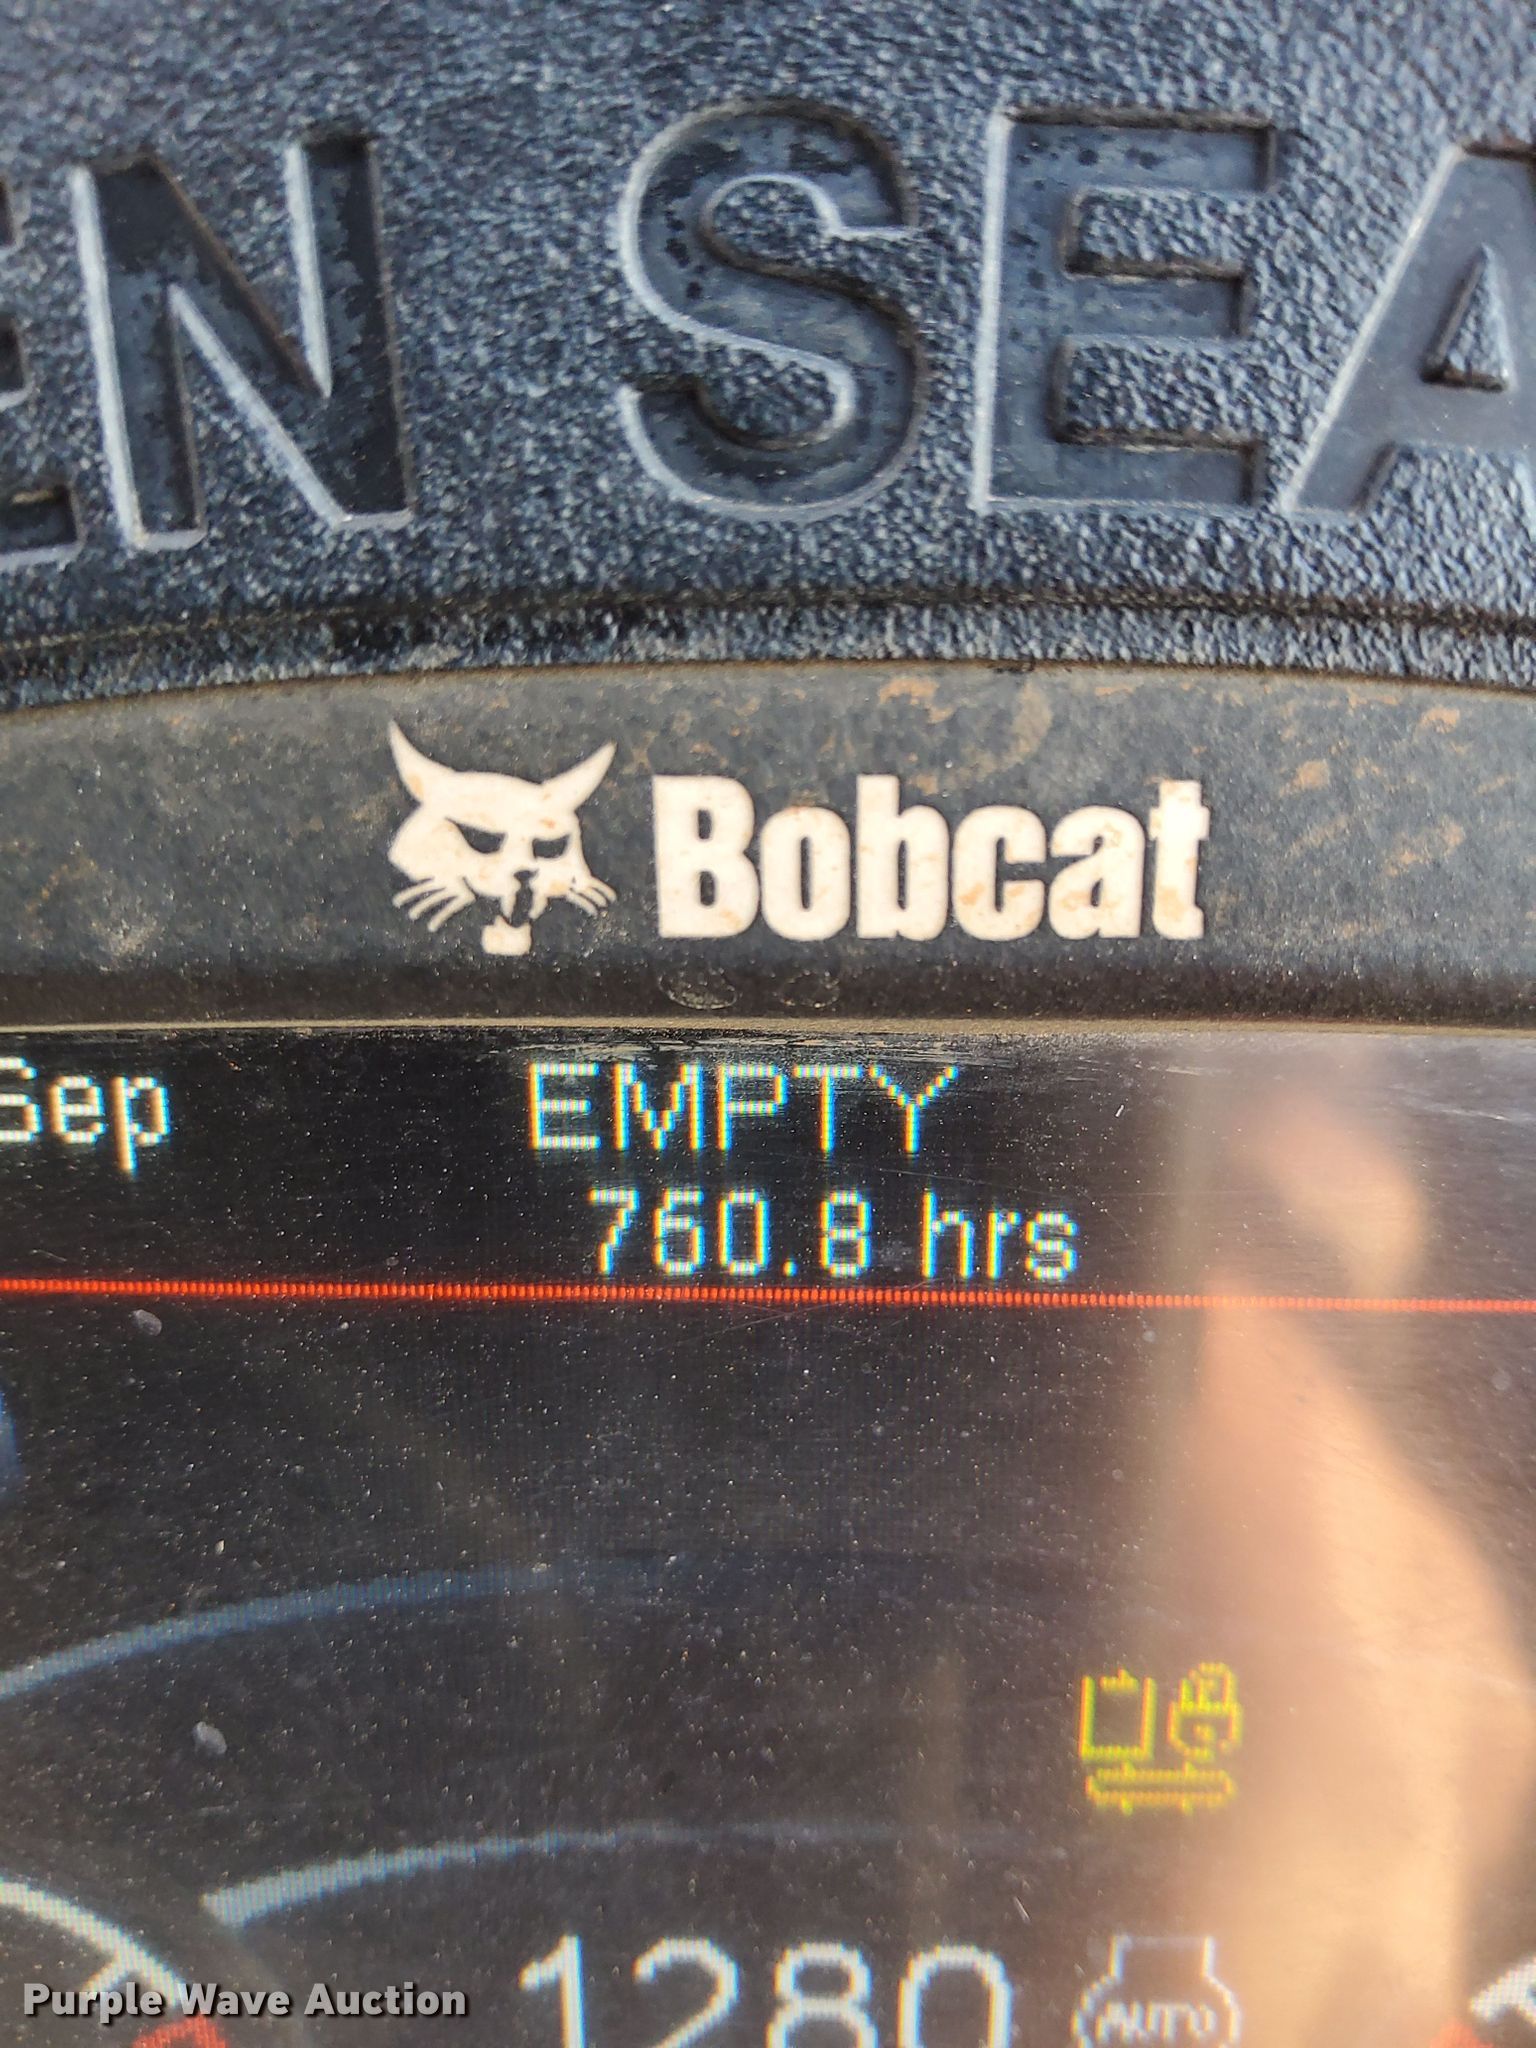 EN SEA
Bobcat
Sep
EMPTY
760.8 hrs
1280
AUTO
Purple Wave Auction